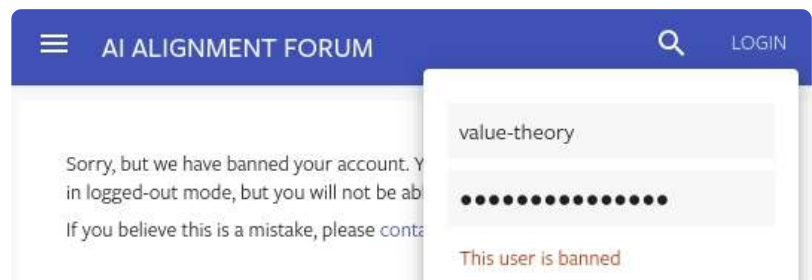 AI ALIGNMENT FORUM
LOGIN
Sorry, but we have banned your account. Y
in logged-out mode, but you will not be ab
If you believe this is a mistake, please conta
value-theory
●●●●●●●●●●●●●●●
This user is banned